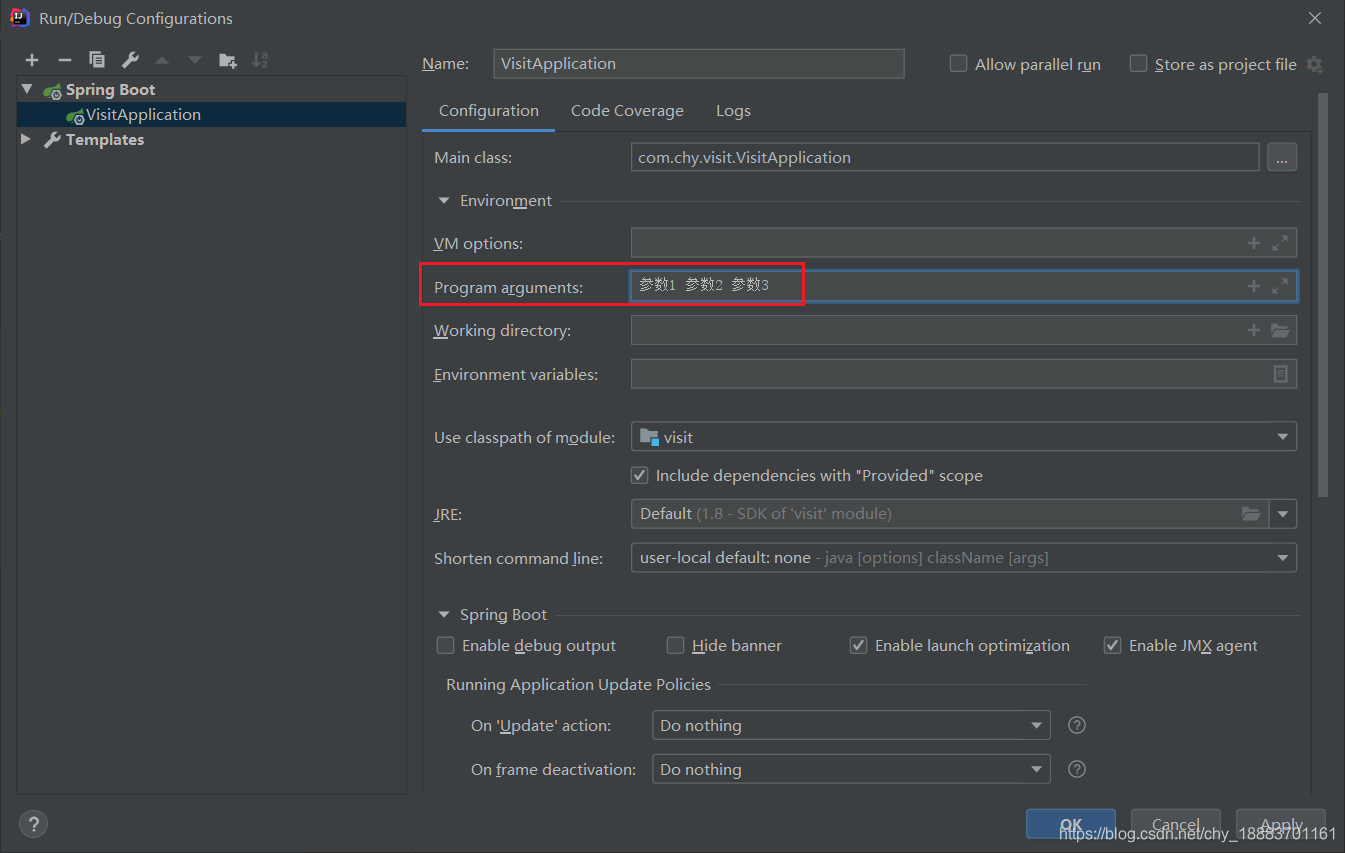 Run/Debug Configurations
Name: VisitApplication Allow parallel run Store as project file
Spring Boot
VisitApplication
Templates
Configuration Code Coverage Logs
Main class: com.chy.visit.VisitApplication ...
Environment
VM options:
Program arguments: 参数1 参数2 参数3
Working directory:
Environment variables:
Use classpath of module: visit
Include dependencies with "Provided" scope
JRE: Default (1.8 - SDK of 'visit' module)
Shorten command line: user-local default: none - java [options] className [args]
Spring Boot
Enable debug output Hide banner Enable launch optimization Enable JMX agent
Running Application Update Policies
On 'Update' action: Do nothing ?
On frame deactivation: Do nothing ?
? OK Cancel Apply
https://blog.csdn.net/chy_18883701161